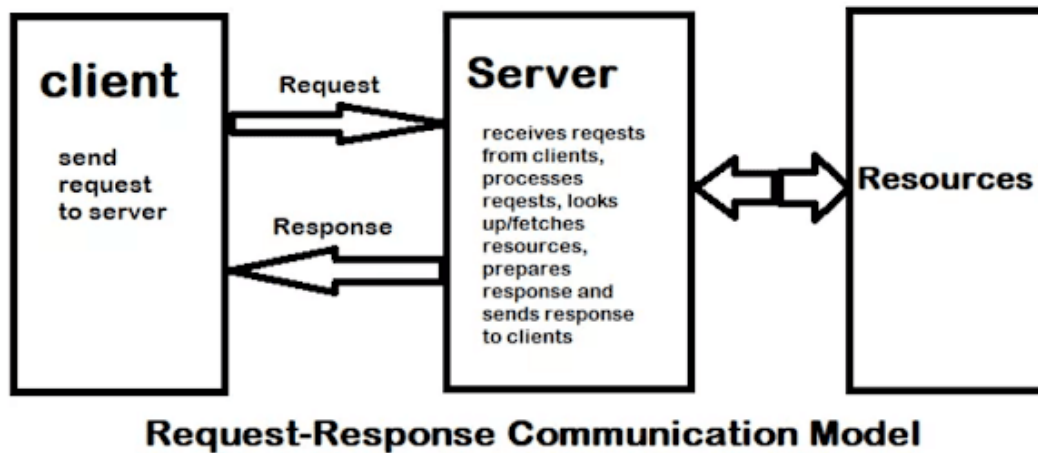 client
send
request
to server
Request
Response
Server
receives reqests
from clients,
processes
reqests, looks
up/fetches
resources,
prepares
response and
sends response
to clients
Resources
Request-Response Communication Model